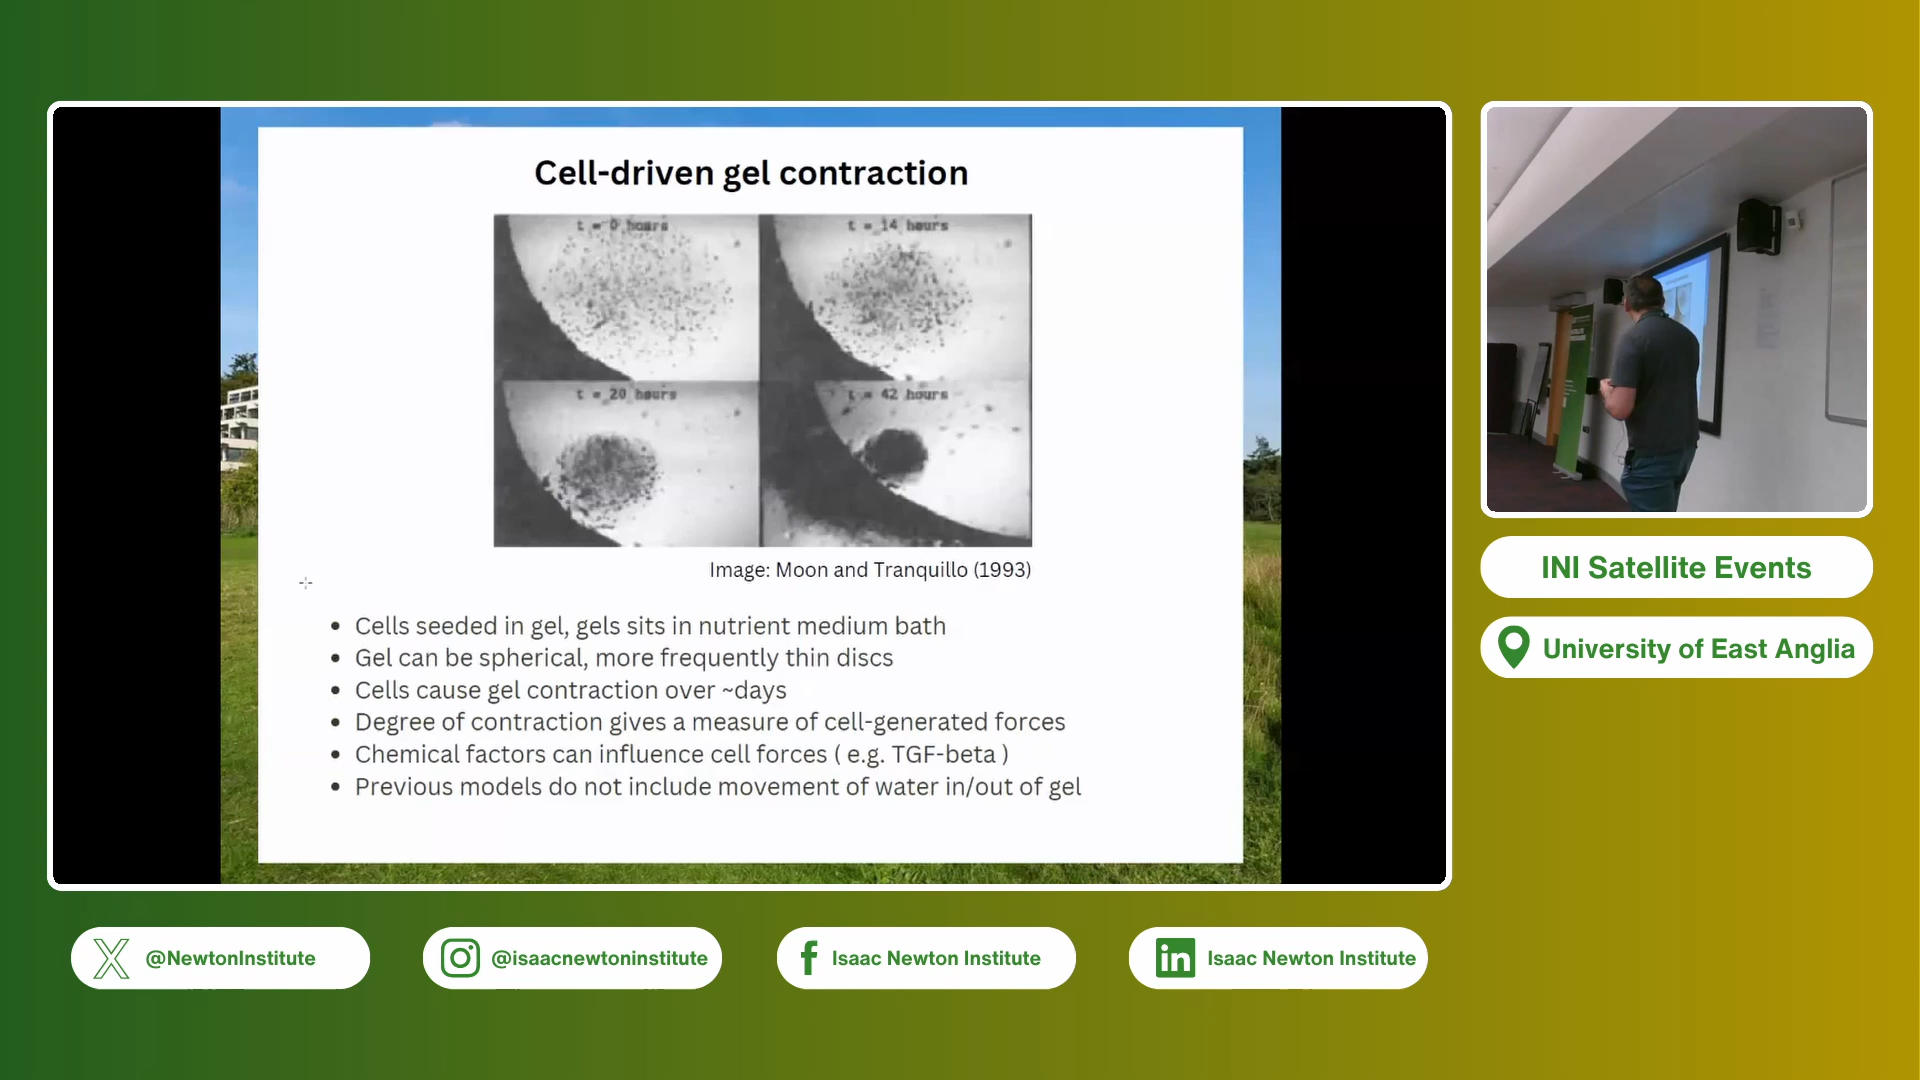 Cell-driven gel contraction
t = 0 hours
t = 14 hours
t = 20 hours
t = 42 hours
Image: Moon and Tranquillo (1993)
• Cells seeded in gel, gels sits in nutrient medium bath
• Gel can be spherical, more frequently thin discs
• Cells cause gel contraction over ~days
• Degree of contraction gives a measure of cell-generated forces
• Chemical factors can influence cell forces ( e.g. TGF-beta )
• Previous models do not include movement of water in/out of gel
INI Satellite Events
University of East Anglia
@NewtonInstitute
@isaacnewtoninstitute
Isaac Newton Institute
Isaac Newton Institute